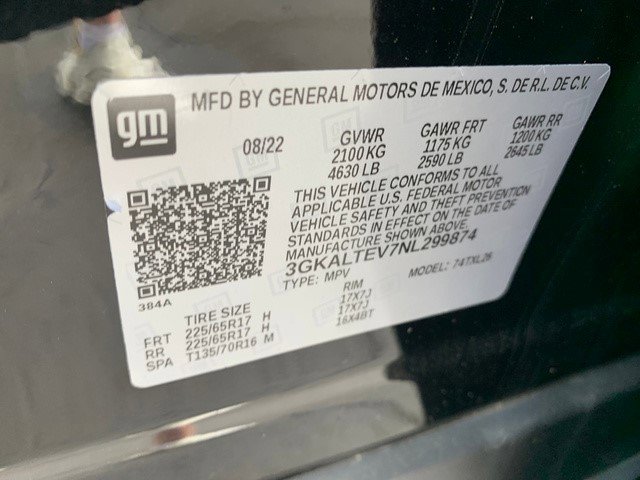 gm
MFD BY GENERAL MOTORS DE MEXICO, S. DE R.L. DE C.V.
08/22 GVWR GAWR FRT GAWR RR
2100 KG 1175 KG 1200 KG
4630 LB 2590 LB 2645 LB
THIS VEHICLE CONFORMS TO ALL
APPLICABLE U.S. FEDERAL MOTOR
VEHICLE SAFETY AND THEFT PREVENTION
STANDARDS IN EFFECT ON THE DATE OF
MANUFACTURE SHOWN ABOVE.
3GKALTEV7NL299874
TYPE: MPV MODEL: 74TXL26
384A
TIRE SIZE RIM
FRT 225/65R17 H 17X7J
RR 225/65R17 H 17X7J
SPA T135/70R16 M 16X4BT